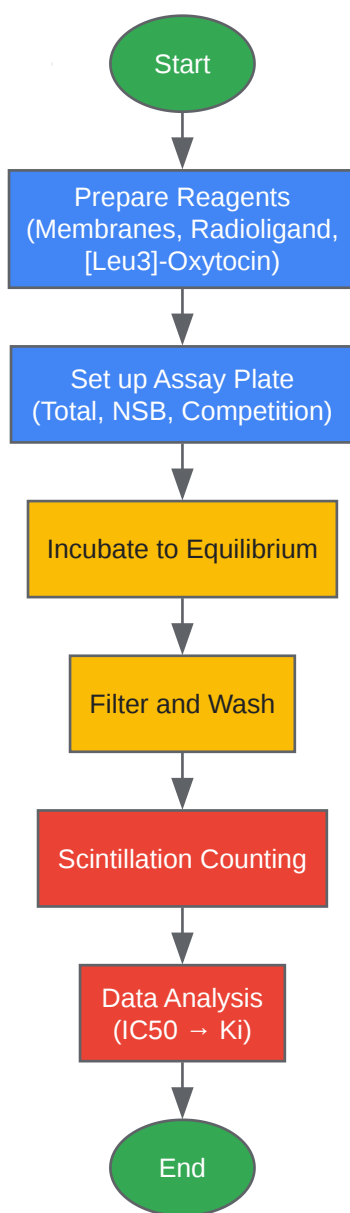 Start
Prepare Reagents
(Membranes, Radioligand,
[Leu3]-Oxytocin)
Set up Assay Plate
(Total, NSB, Competition)
Incubate to Equilibrium
Filter and Wash
Scintillation Counting
Data Analysis
(IC50 → Ki)
End